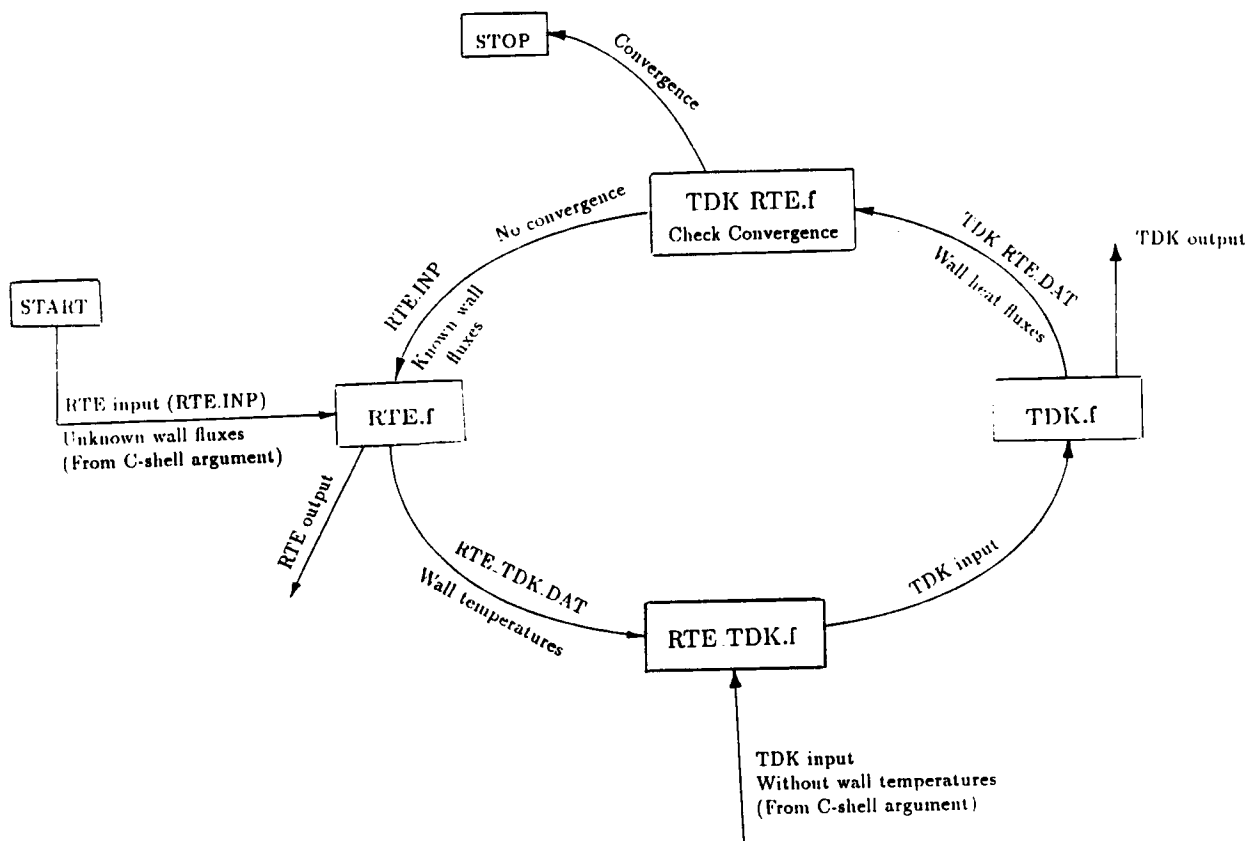 STOP
Convergence
TDK RTE.f
Check Convergence
No convergence
TDK RTE.DAT
Wall heat fluxes
TDK output
RTE.INP
Known wall
fluxes
START
RTE input (RTE.INP)
Unknown wall fluxes
(From C-shell argument)
RTE.f
TDK.f
RTE output
RTE_TDK.DAT
Wall temperatures
TDK input
RTE TDK.f
TDK input
Without wall temperatures
(From C-shell argument)